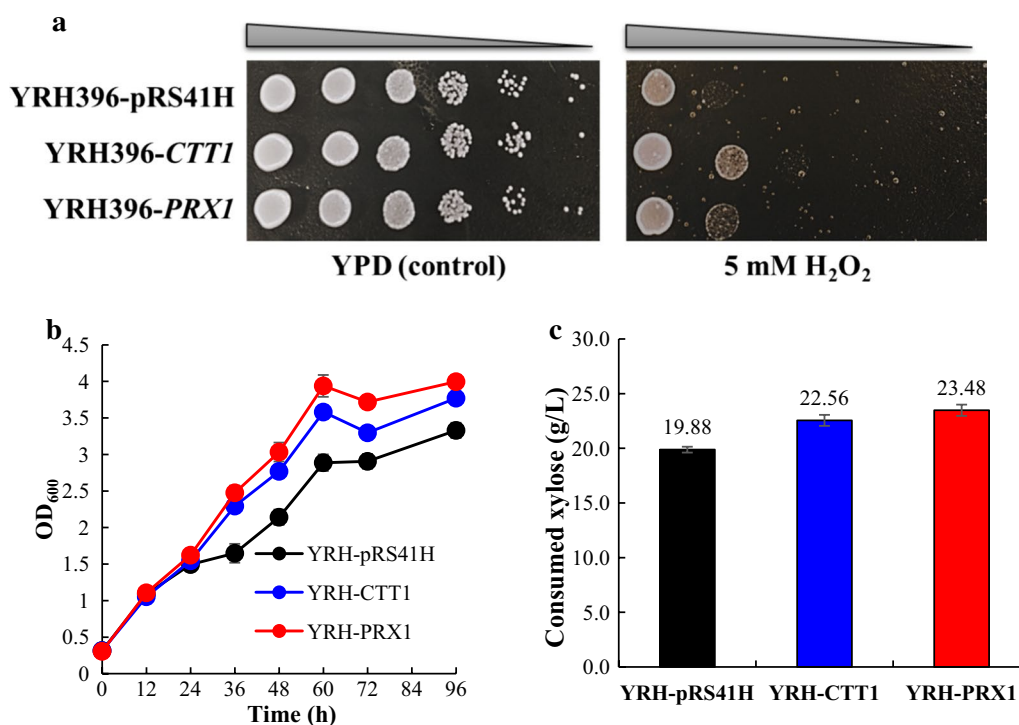 a
YRH396-pRS41H
YRH396-CTT1
YRH396-PRX1
YPD (control)
5 mM H₂O₂
b
4.5
4
3.5
3
2.5
2
1.5
1
0.5
0
OD₆₀₀
0 12 24 36 48 60 72 84 96
Time (h)
YRH-pRS41H
YRH-CTT1
YRH-PRX1
c
30.0
25.0
20.0
15.0
10.0
5.0
0.0
Consumed xylose (g/L)
19.88
22.56
23.48
YRH-pRS41H YRH-CTT1 YRH-PRX1